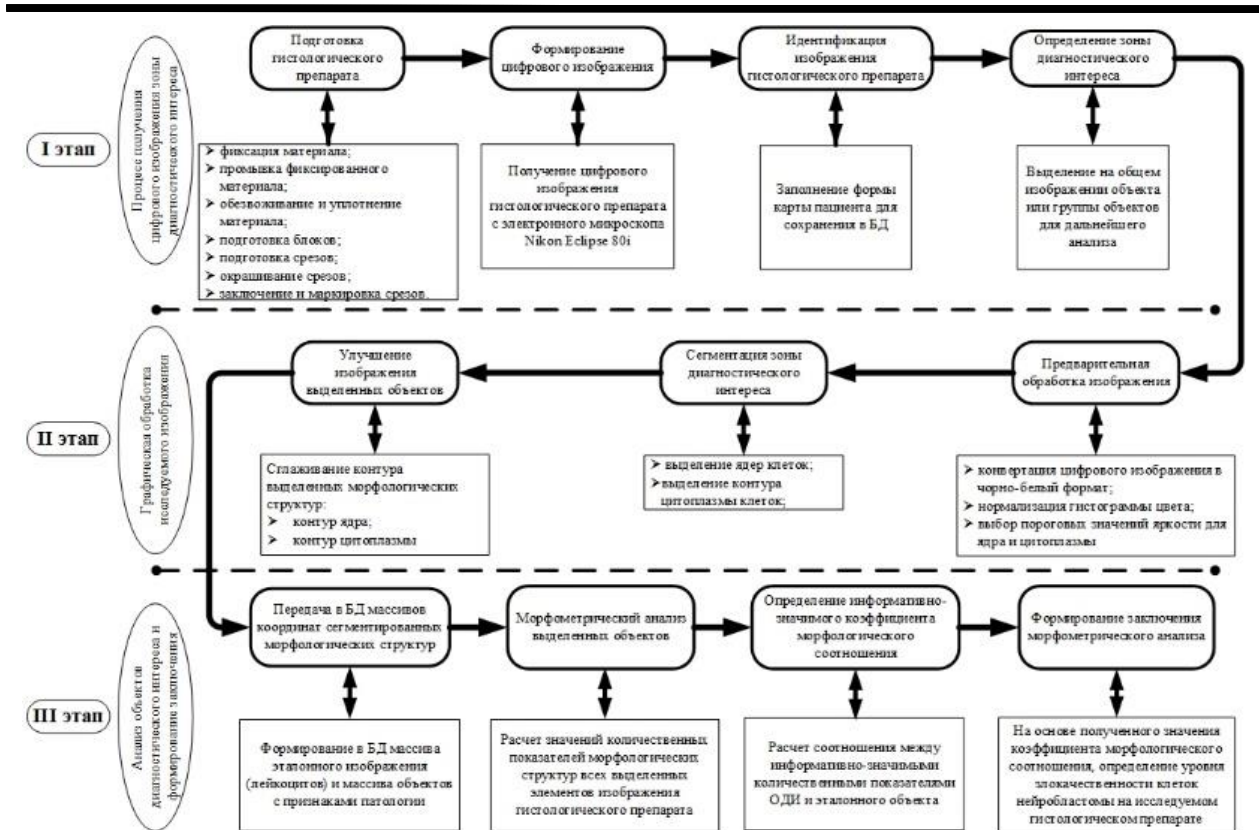 I этап
Процесс получения
цифрового изображения зоны
диагностического интереса
Подготовка
гистологического
препарата
Формирование
цифрового изображения
Идентификация
изображения
гистологического препарата
Определение зоны
диагностического
интереса
➤ фиксация материала;
➤ промывка фиксированного
материала;
➤ обезвоживание и уплотнение
материала;
➤ подготовка блоков;
➤ подготовка срезов;
➤ окрашивание срезов;
➤ заключение и маркировка срезов.
Получение цифрового
изображения
гистологического препарата
с электронного микроскопа
Nikon Eclipse 80i
Заполнение формы
карты пациента для
сохранения в БД
Выделение на общем
изображении объекта
или группы объектов
для дальнейшего
анализа
II этап
Графическая обработка
исследуемого изображения
Улучшение
изображения
выделенных объектов
Сегментация зоны
диагностического
интереса
Предварительная
обработка изображения
Сглаживание контура
выделенных морфологических
структур:
➤ контур ядра;
➤ контур цитоплазмы
➤ выделение ядер клеток;
➤ выделение контура
цитоплазмы клеток;
➤ конвертация цифрового изображения в
чорно-белый формат;
➤ нормализация гистограммы цвета;
➤ выбор пороговых значений яркости для
ядра и цитоплазмы
III этап
Анализ объектов
диагностического интереса и
формирование заключения
Передача в БД массивов
координат сегментированных
морфологических структур
Морфометрический анализ
выделенных объектов
Определение информативно-
значимого коэффициента
морфологического
соотношения
Формирование заключения
морфометрического анализа
Формирование в БД массива
эталонного изображения
(лейкоцитов) и массива объектов
с признаками патологии
Расчет значений количественных
показателей морфологических
структур всех выделенных
элементов изображения
гистологического препарата
Расчет соотношения между
информативно-значимыми
количественными показателями
ОДИ и эталонного объекта
На основе полученного значения
коэффициента морфологического
соотношения, определение уровня
злокачественности клеток
нейробластомы на исследуемом
гистологическом препарате